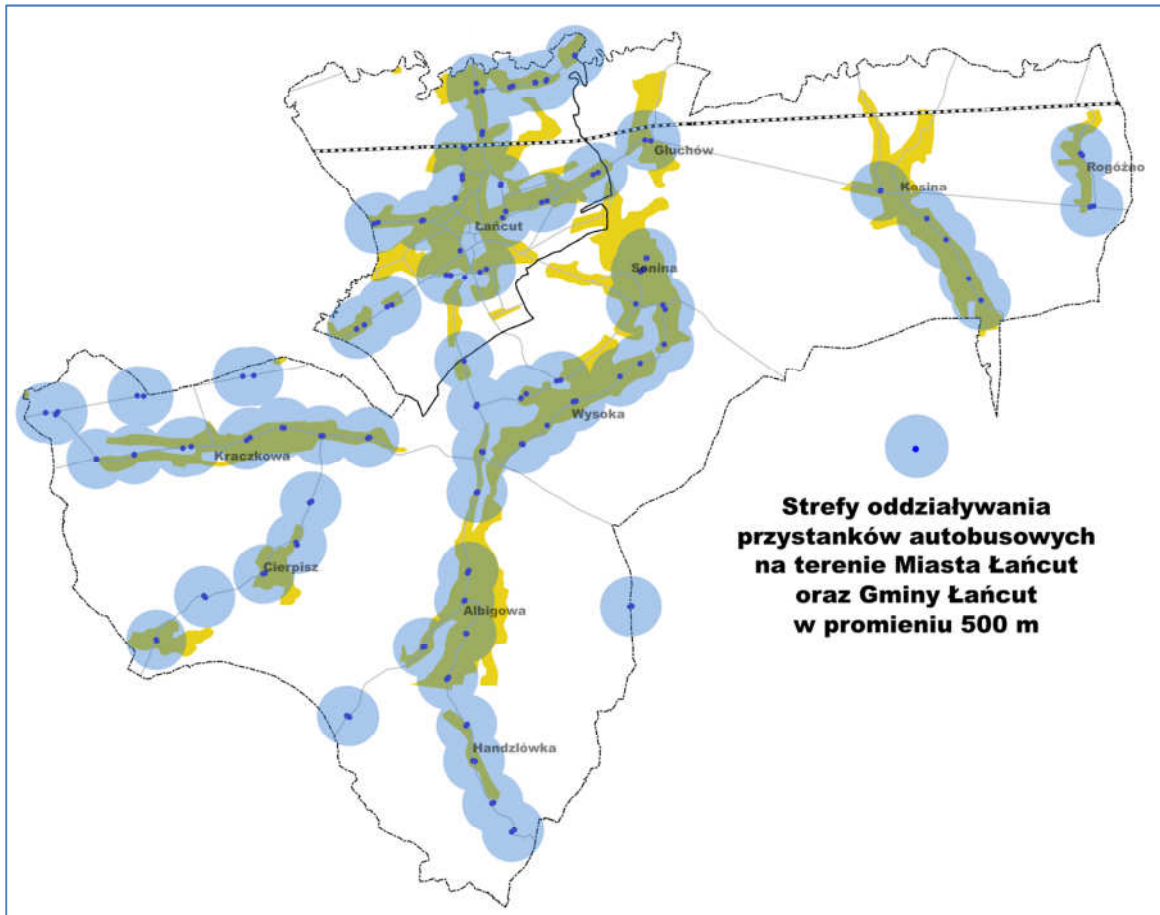 Głuchów
Kosina
Rogóżno
Łańcut
Sonina
Wysoka
Kraczkowa
Cierpisz
Albigowa
Handzlówka
Strefy oddziaływania
przystanków autobusowych
na terenie Miasta Łańcut
oraz Gminy Łańcut
w promieniu 500 m